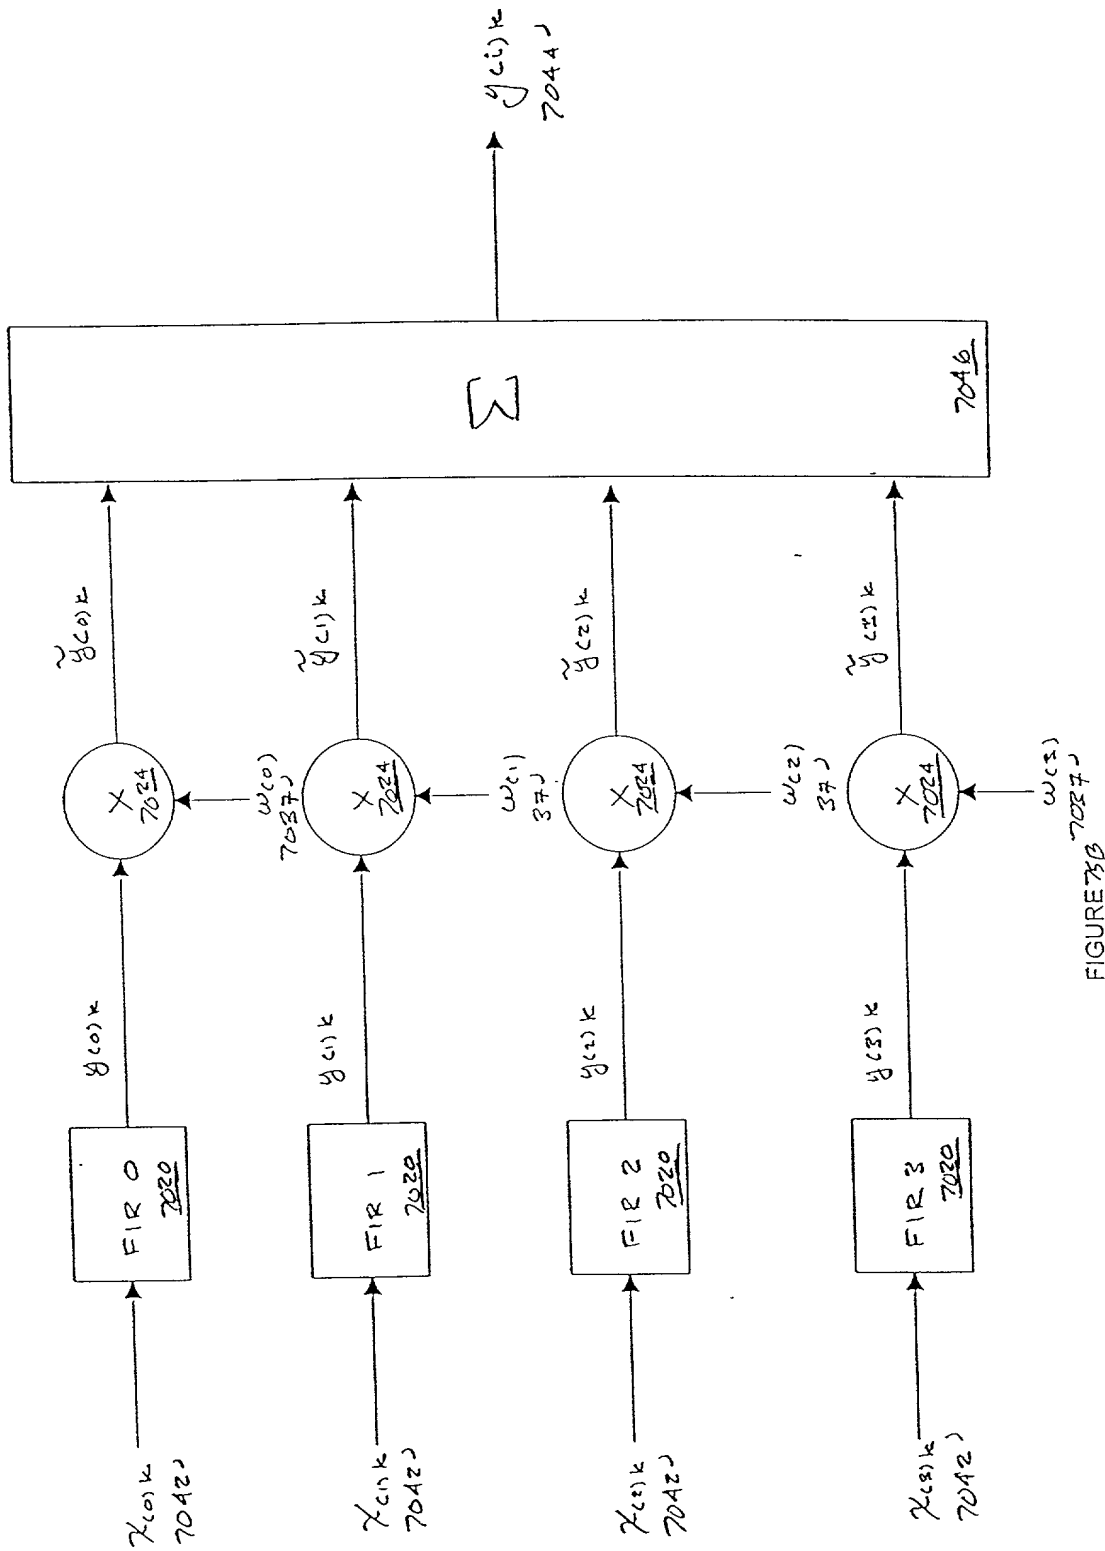 x(0)k
7042
FIR 0
7020
y(0)k
X
7024
w(0)
7037
ỹ(0)k
x(1)k
7042
FIR 1
7020
y(1)k
X
7024
w(1)
37
ỹ(1)k
x(2)k
7042
FIR 2
7020
y(2)k
X
7024
w(2)
37
ỹ(2)k
x(3)k
7042
FIR 3
7020
y(3)k
X
7024
w(3)
7037
Σ
7046
y(i)k
7044
FIGURE 75B